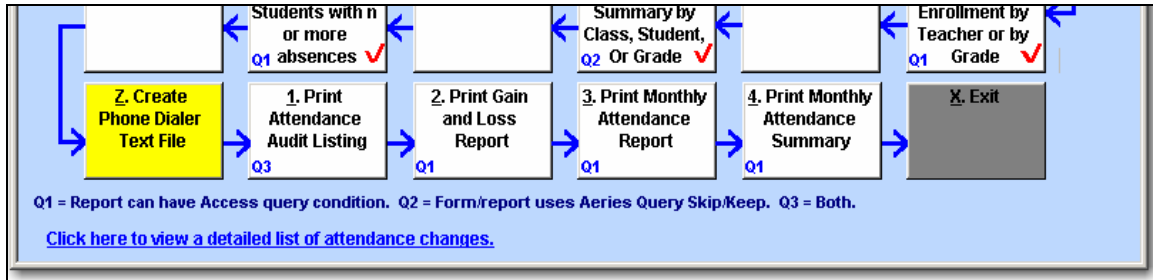 Students with n
or more
Q1 absences
Summary by
Class, Student,
Q2 Or Grade
Enrollment by
Teacher or by
Q1 Grade
Z. Create
Phone Dialer
Text File
1. Print
Attendance
Audit Listing
Q3
2. Print Gain
and Loss
Report
Q1
3. Print Monthly
Attendance
Report
Q1
4. Print Monthly
Attendance
Summary
Q1
X. Exit
Q1 = Report can have Access query condition. Q2 = Form/report uses Aeries Query Skip/Keep. Q3 = Both.
Click here to view a detailed list of attendance changes.